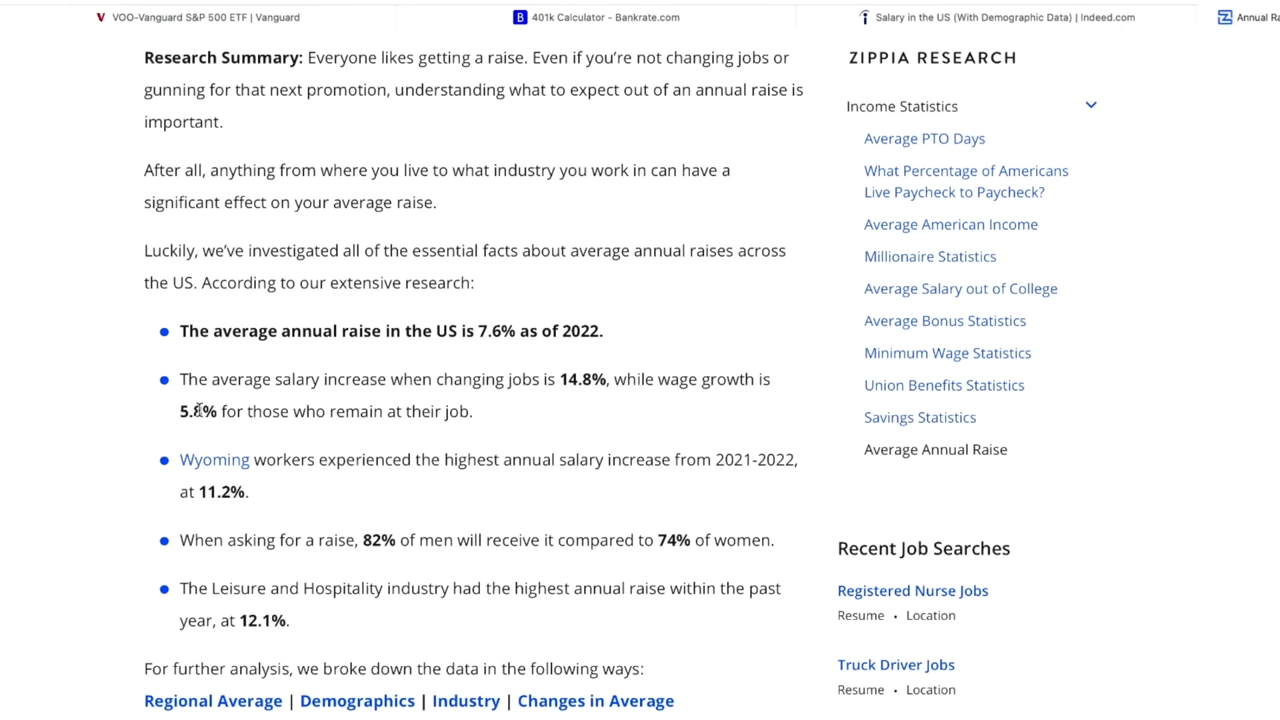 VOO-Vanguard S&P 500 ETF | Vanguard
401k Calculator - Bankrate.com
Salary in the US (With Demographic Data) | Indeed.com
Annual Ra
Research Summary: Everyone likes getting a raise. Even if you're not changing jobs or
gunning for that next promotion, understanding what to expect out of an annual raise is
important.
After all, anything from where you live to what industry you work in can have a
significant effect on your average raise.
Luckily, we've investigated all of the essential facts about average annual raises across
the US. According to our extensive research:
The average annual raise in the US is 7.6% as of 2022.
The average salary increase when changing jobs is 14.8%, while wage growth is
for those who remain at their job.
Wyoming workers experienced the highest annual salary increase from 2021-2022,
at 11.2%.
When asking for a raise, 82% of men will receive it compared to 74% of women.
The Leisure and Hospitality industry had the highest annual raise within the past
year, at 12.1%.
For further analysis, we broke down the data in the following ways:
Regional Average | Demographics | Industry | Changes in Average
ZIPPIA RESEARCH
Income Statistics
Average PTO Days
What Percentage of Americans
Live Paycheck to Paycheck?
Average American Income
Millionaire Statistics
Average Salary out of College
Average Bonus Statistics
Minimum Wage Statistics
Union Benefits Statistics
Savings Statistics
Average Annual Raise
Recent Job Searches
Registered Nurse Jobs
Resume • Location
Truck Driver Jobs
Resume • Location